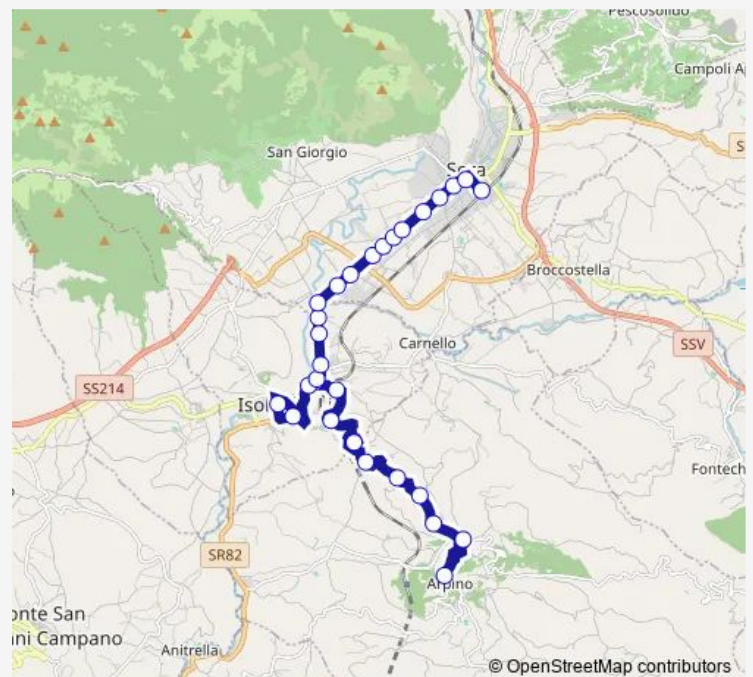 Pescosolido
Campoli A
San Giorgio
Sora
Broccostella
Carnello
SSV
SS214
Iso
Fontech
SR82
Arpino
onte San
ni Campano
Anitrella
© OpenStreetMap contributors